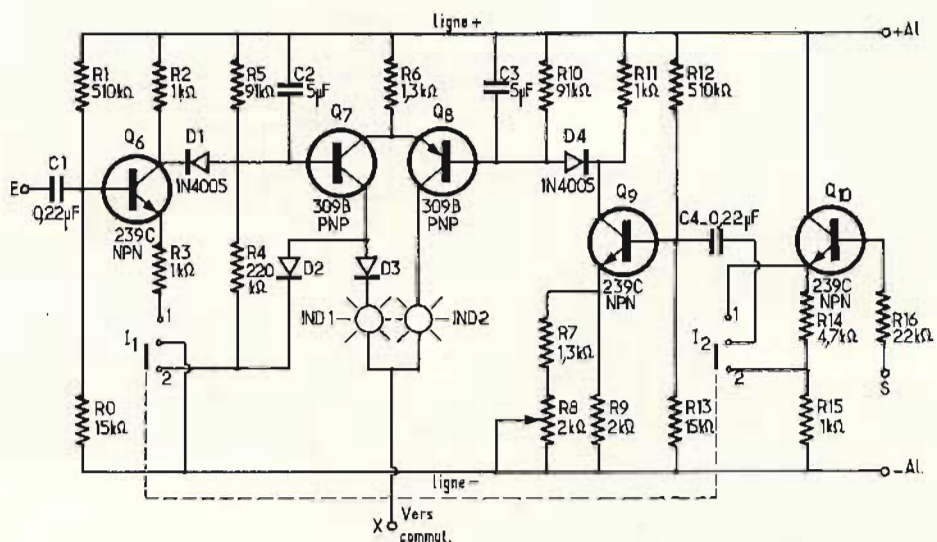 ligne+
+Al
R1
510kΩ
R2
1kΩ
R5
91kΩ
C2
5µF
R6
1,3kΩ
C3
5µF
R10
91kΩ
R11
1kΩ
R12
510kΩ
Q6
D1
Q7
Q8
D4
C1
E
0,22µF
1N4005
1N4005
Q9
Q10
239C
NPN
309B
PNP
309B
PNP
C4_0,22µF
R3
1kΩ
R4
220
kΩ
D2
D3
239C
NPN
239C
NPN
1
I1
2
IND1
IND2
R7
1,3kΩ
1
I2
2
R14
4,7kΩ
R16
22kΩ
S
R0
15kΩ
R8
2kΩ
R9
2kΩ
R13
15kΩ
R15
1kΩ
ligne-
-Al.
X
Vers
commut.